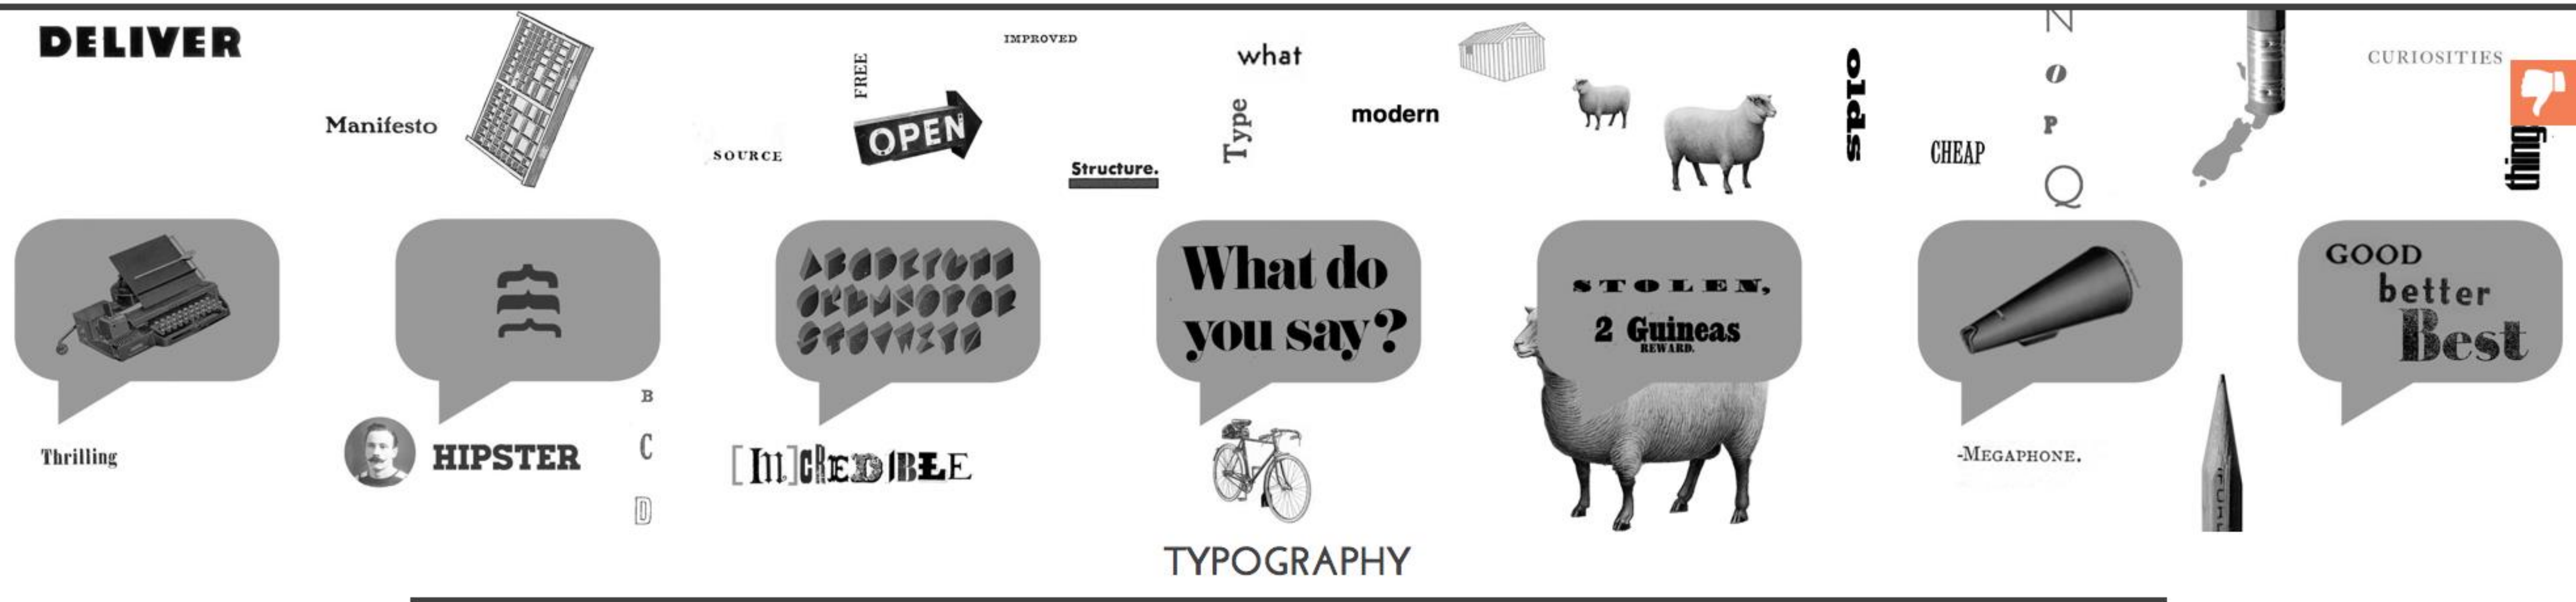 DELIVER
Manifesto
SOURCE
FREE
OPEN
IMPROVED
Structure.
what
Type
modern
olds
CHEAP
N
O
P
Q
CURIOSITIES
thing
What do
you say?
STOLEN,
2 Guineas
REWARD.
GOOD
better
Best
Thrilling
HIPSTER
B
C
D
[In]CREDIBLE
-MEGAPHONE.
TYPOGRAPHY